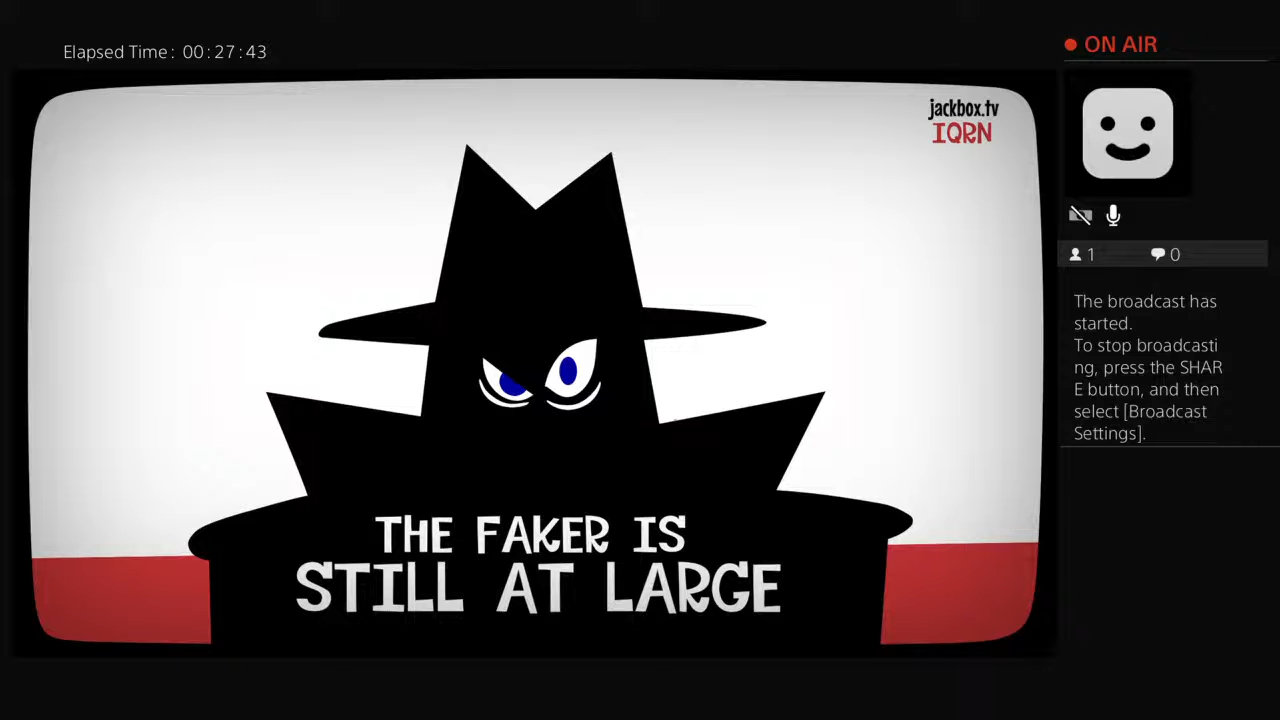 Elapsed Time: 00:27:43
ON AIR
jackbox.tv
IQRN
1 0
The broadcast has
started.
To stop broadcasti
ng, press the SHAR
E button, and then
select [Broadcast
Settings].
THE FAKER IS
STILL AT LARGE